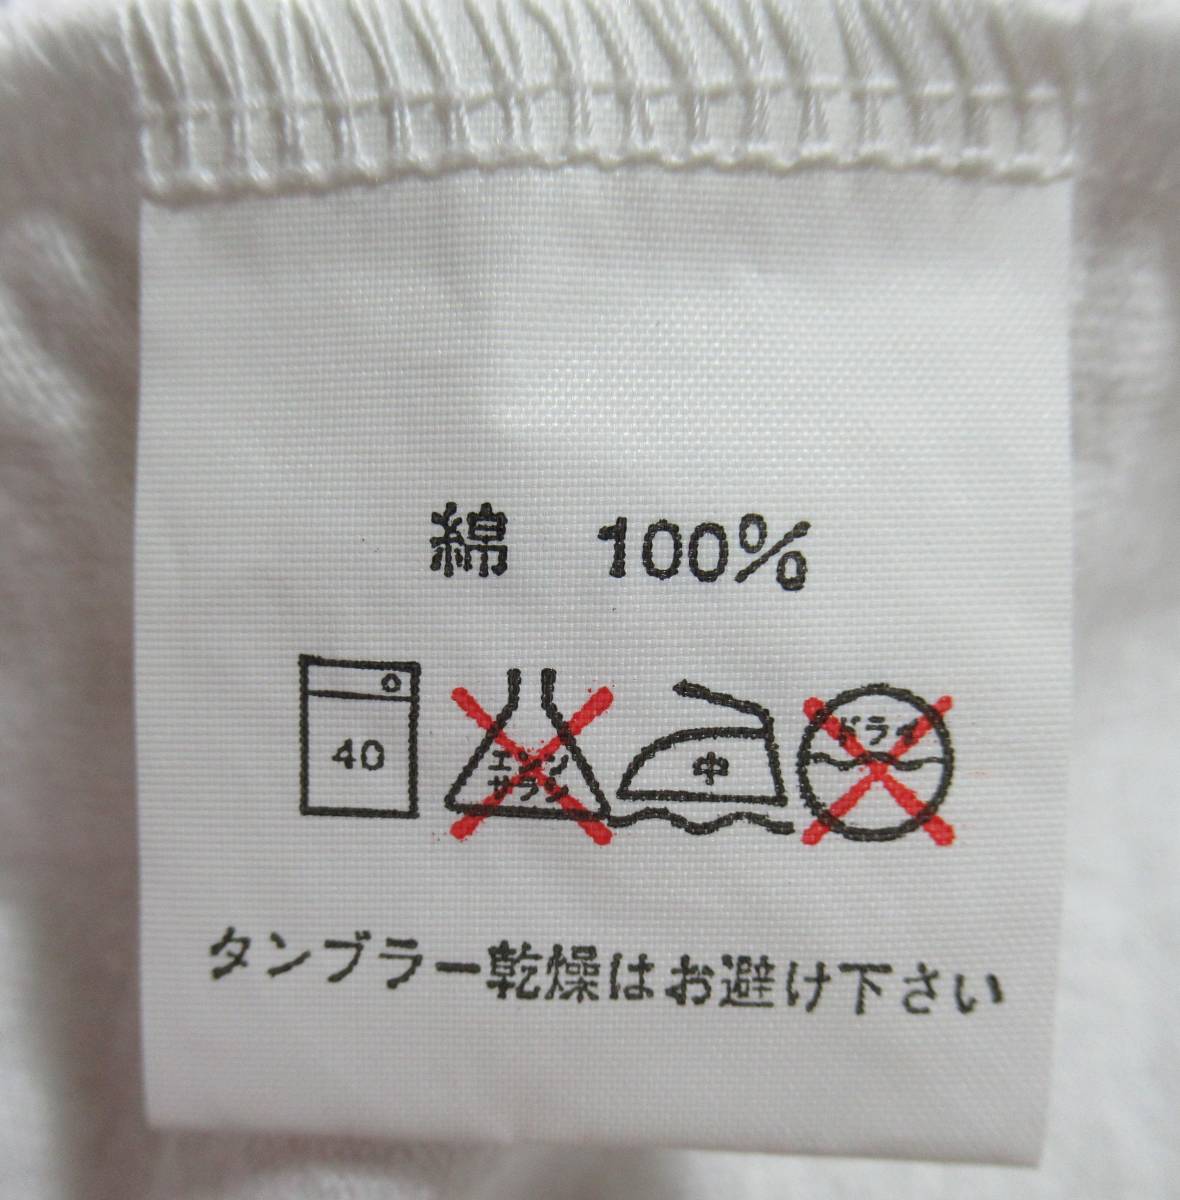 綿 100%
40
エンソ
サラシ
中
ドライ
タンブラー乾燥はお避け下さい